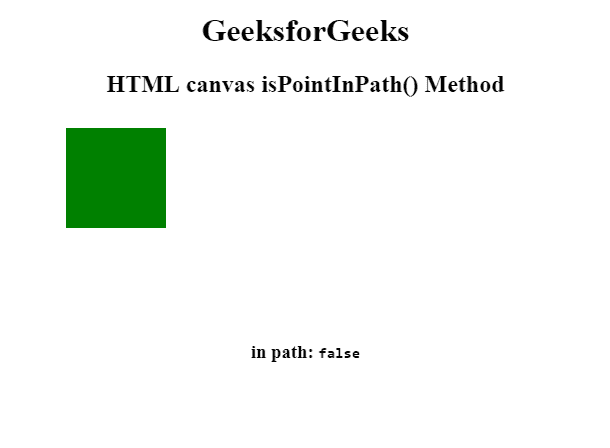 GeeksforGeeks
HTML canvas isPointInPath() Method
in path: false